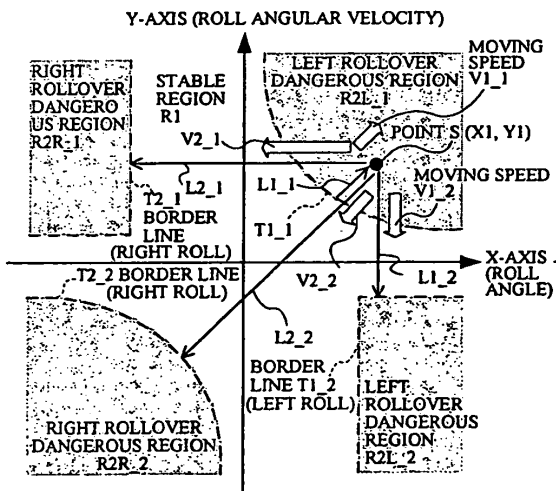 Y-AXIS (ROLL ANGULAR VELOCITY)
RIGHT
ROLLOVER
DANGERO
US REGION
R2R_1
STABLE
REGION
R1
LEFT ROLLOVER
DANGEROUS REGION
R2L_1
MOVING
SPEED
V1_1
V2_1
POINT S (X1, Y1)
L2_1
L1_1
MOVING SPEED
V1_2
T2_1
BORDER
LINE
(RIGHT ROLL)
T1_1
T2_2 BORDER LINE
(RIGHT ROLL)
V2_2
L1_2
X-AXIS
(ROLL
ANGLE)
L2_2
BORDER
LINE T1_2
(LEFT ROLL)
LEFT
ROLLOVER
DANGEROUS
REGION
R2L_2
RIGHT ROLLOVER
DANGEROUS REGION
R2R_2